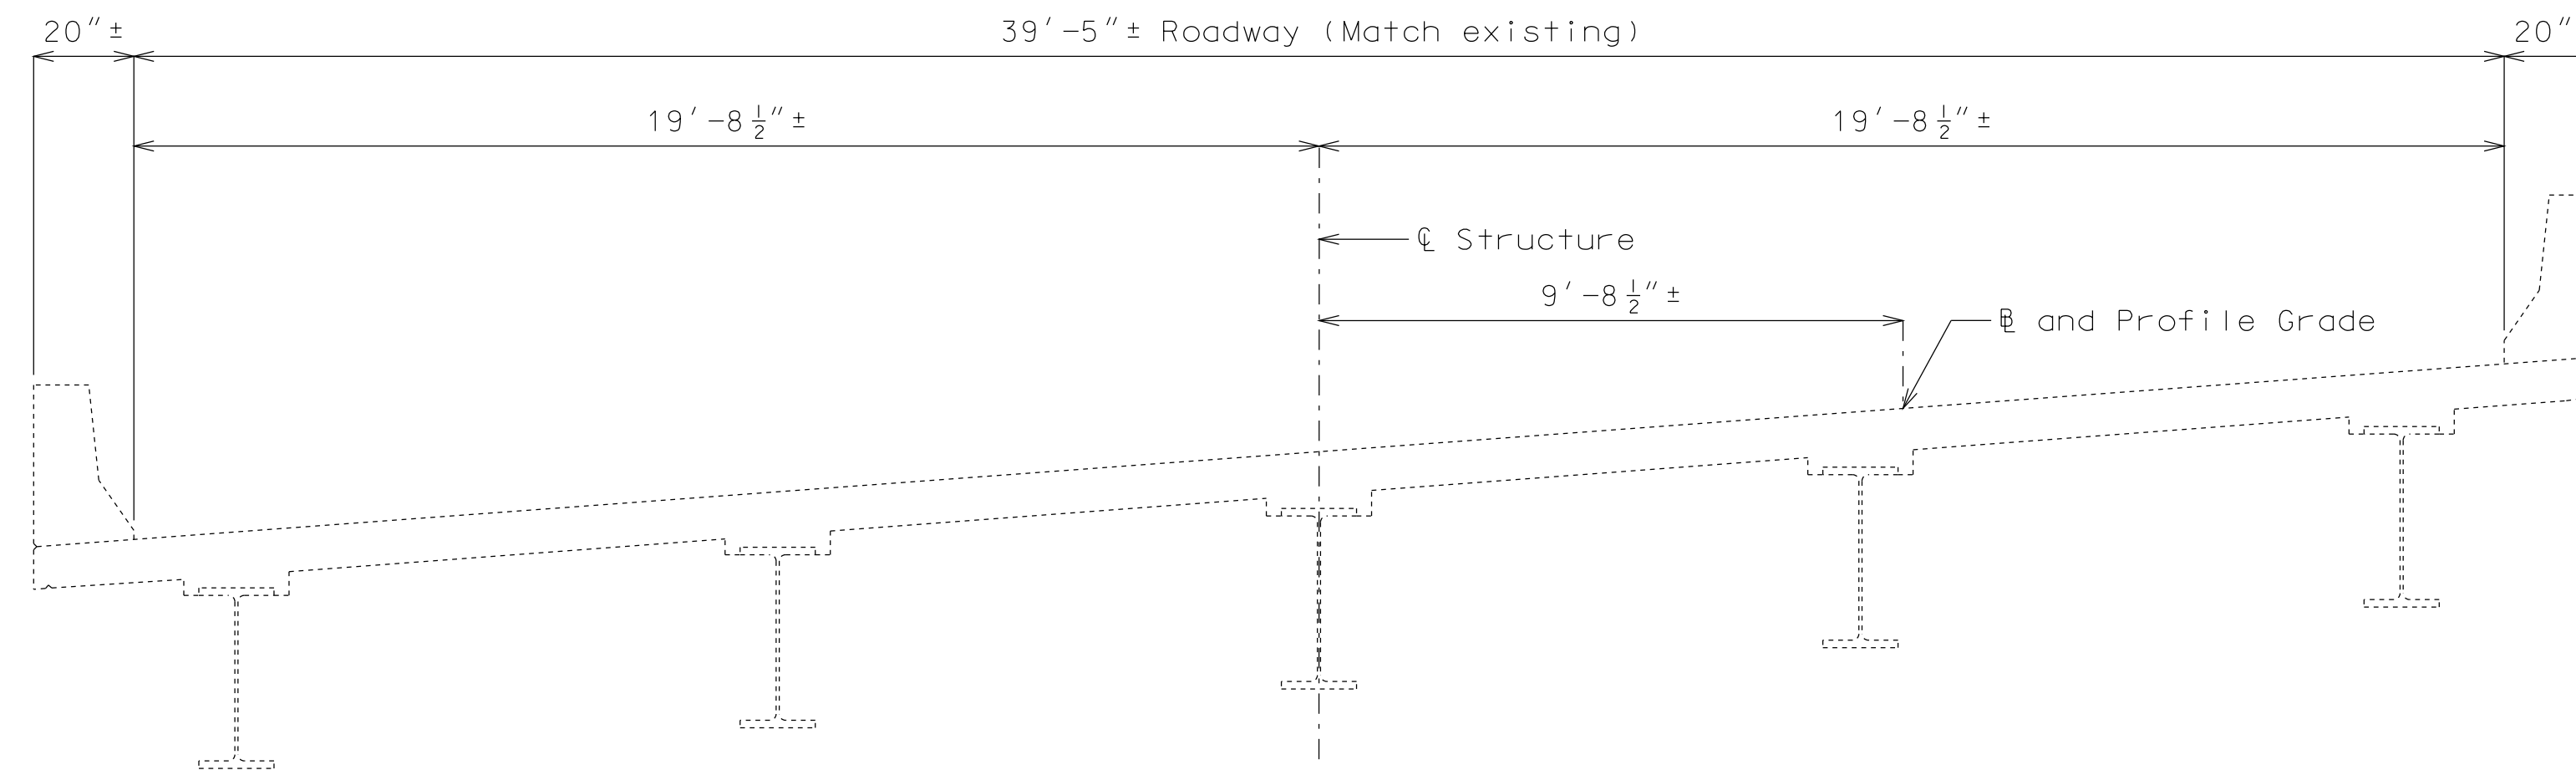 20"±
39'-5"± Roadway (Match existing)
20"
19'-8 1/2"±
19'-8 1/2"±
℄ Structure
9'-8 1/2"±
BL and Profile Grade